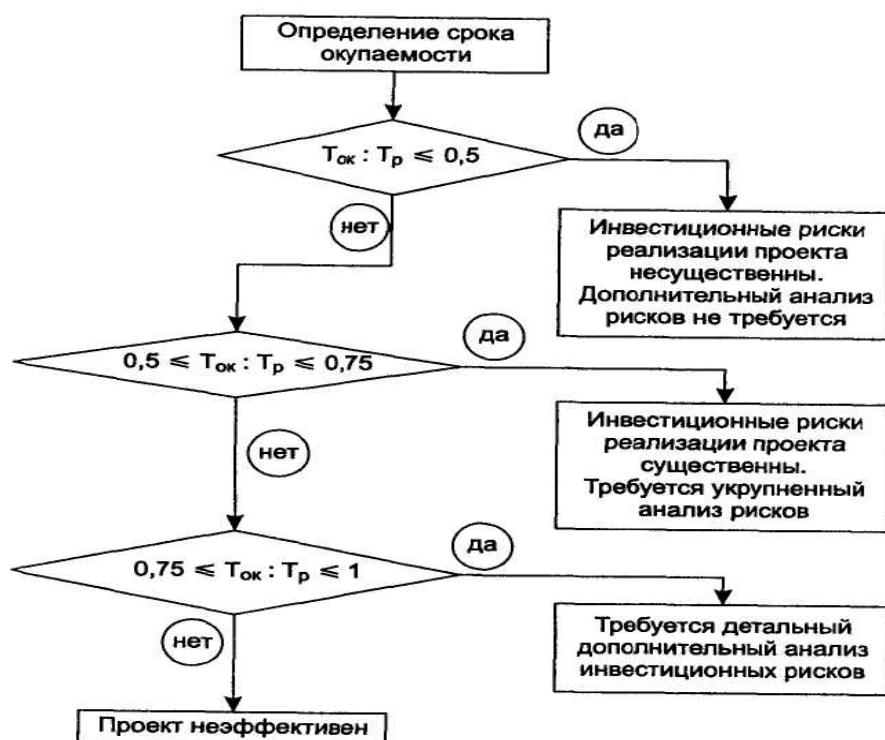 Определение срока
окупаемости
да
Tок : Tр ≤ 0,5
нет
Инвестиционные риски
реализации проекта
несущественны.
Дополнительный анализ
рисков не требуется
да
0,5 ≤ Tок : Tр ≤ 0,75
Инвестиционные риски
реализации проекта
существенны.
Требуется укрупненный
анализ рисков
нет
да
0,75 ≤ Tок : Tр ≤ 1
нет
Требуется детальный
дополнительный анализ
инвестиционных рисков
Проект неэффективен